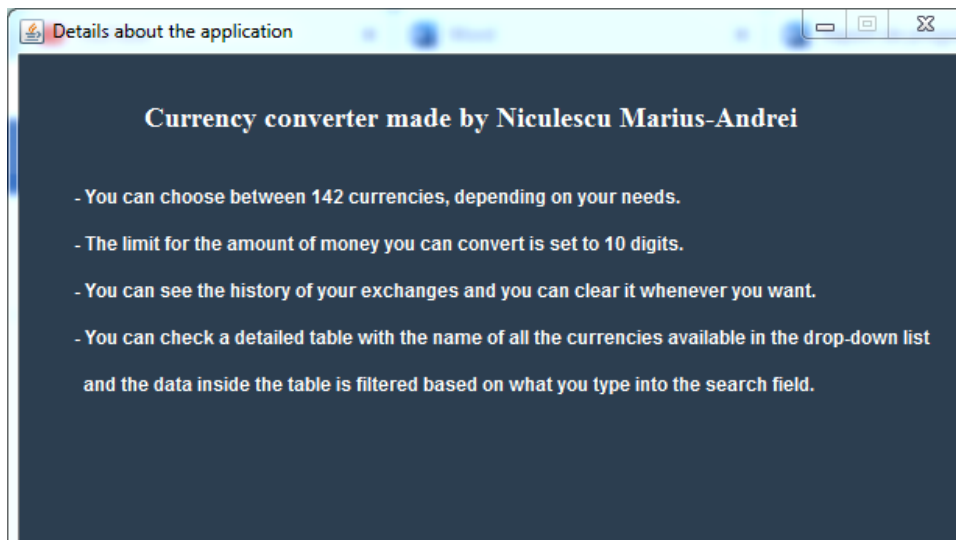 Details about the application
Currency converter made by Niculescu Marius-Andrei
- You can choose between 142 currencies, depending on your needs.
- The limit for the amount of money you can convert is set to 10 digits.
- You can see the history of your exchanges and you can clear it whenever you want.
- You can check a detailed table with the name of all the currencies available in the drop-down list
and the data inside the table is filtered based on what you type into the search field.